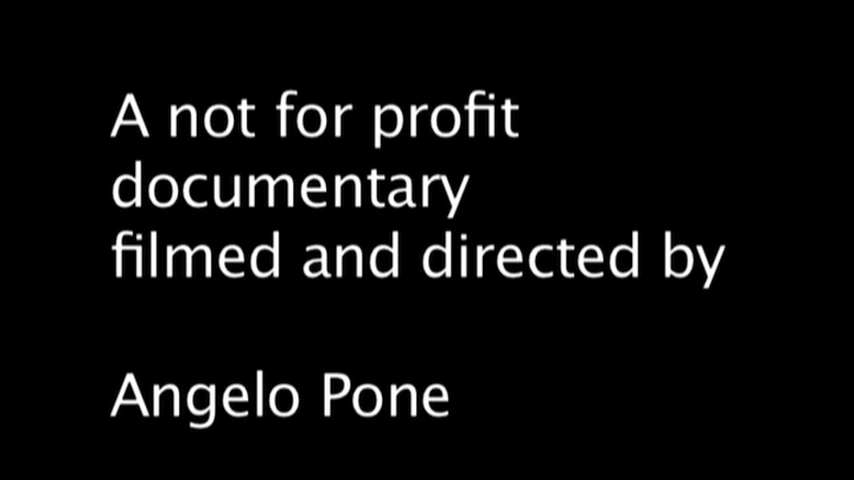 A not for profit
documentary
filmed and directed by
Angelo Pone